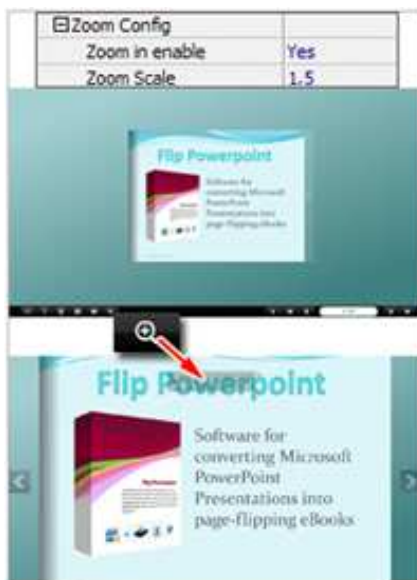 Zoom Config
Zoom in enable Yes
Zoom Scale 1.5
Flip Powerpoint
Software for
converting Microsoft
PowerPoint
Presentations into
page-flipping eBooks
Flip Powerpoint
Software for
converting Microsoft
PowerPoint
Presentations into
page-flipping eBooks